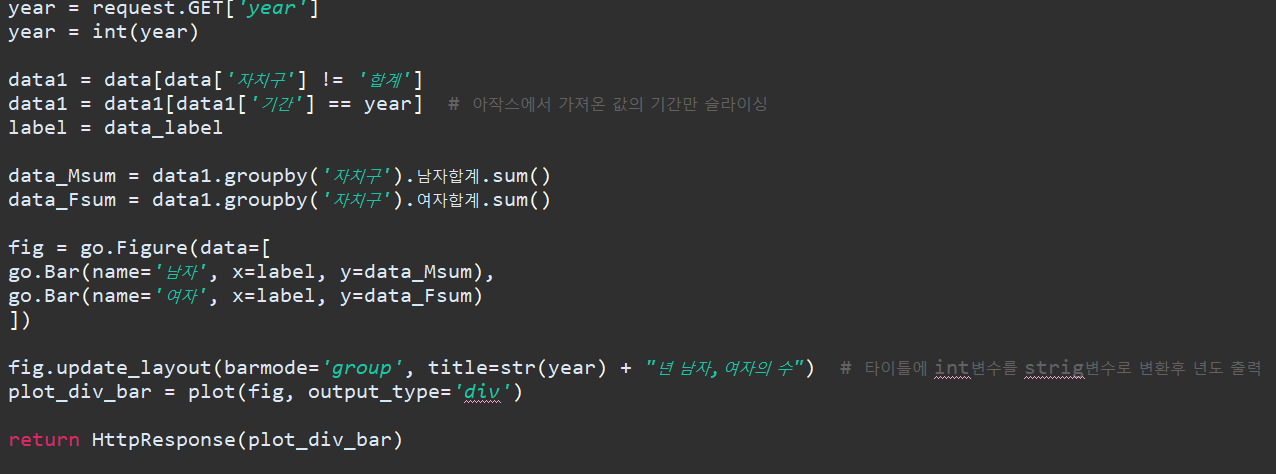 year = request.GET['year']
year = int(year)
data1 = data[data['자치구'] != '합계']
data1 = data1[data1['기간'] == year]  # 아작스에서 가져온 값의 기간만 슬라이싱
label = data_label
data_Msum = data1.groupby('자치구').남자합계.sum()
data_Fsum = data1.groupby('자치구').여자합계.sum()
fig = go.Figure(data=[
go.Bar(name='남자', x=label, y=data_Msum),
go.Bar(name='여자', x=label, y=data_Fsum)
])
fig.update_layout(barmode='group', title=str(year) + "년 남자,여자의 수")  # 타이틀에 int변수를 strig변수로 변환후 년도 출력
plot_div_bar = plot(fig, output_type='div')
return HttpResponse(plot_div_bar)